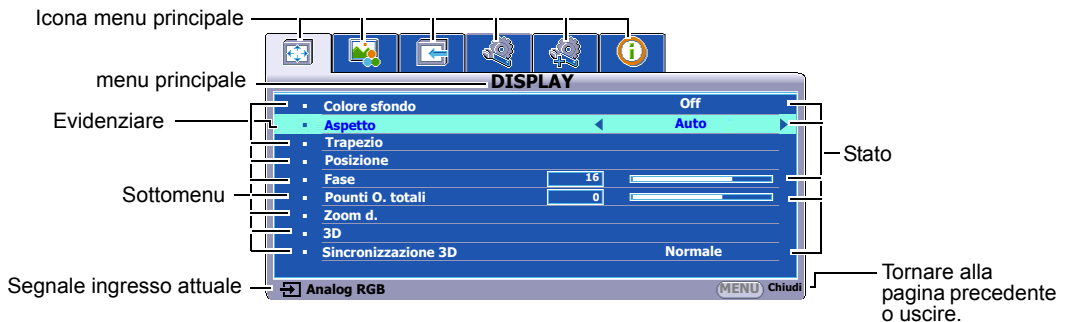 Icona menu principale
menu principale
DISPLAY
Colore sfondo Off
Evidenziare
Aspetto Auto
Trapezio
Posizione
Stato
Fase 16
Sottomenu
Pounti O. totali 0
Zoom d.
3D
Sincronizzazione 3D Normale
Segnale ingresso attuale
Analog RGB
MENU Chiudi
Tornare alla
pagina precedente
o uscire.